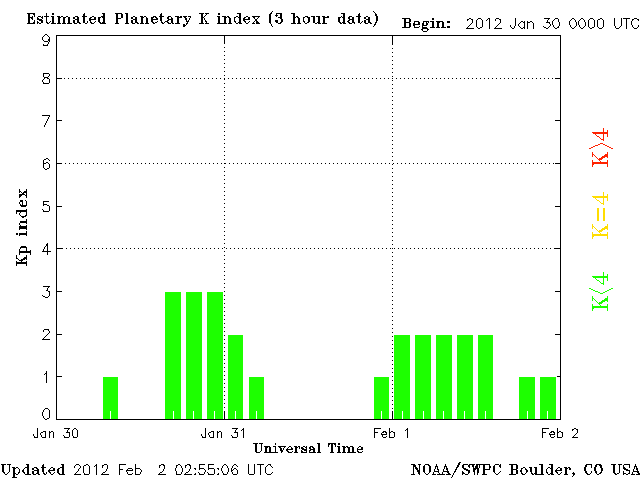 Estimated Planetary K index (3 hour data) Begin: 2012 Jan 30 0000 UTC
9
8
7
6
5
4
3
2
1
0
Kp index
K>4
K=4
K<4
Jan 30 Jan 31 Feb 1 Feb 2
Universal Time
Updated 2012 Feb 2 02:55:06 UTC NOAA/SWPC Boulder, CO USA